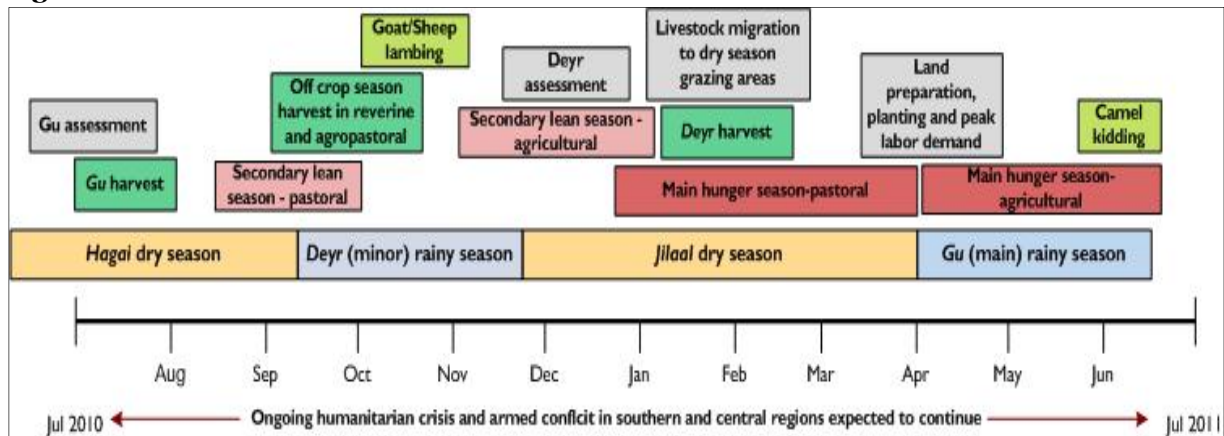 Goat/Sheep
lambing
Livestock migration
to dry season
grazing areas
Deyr
assessment
Land
preparation,
planting and peak
labor demand
Off crop season
harvest in reverine
and agropastoral
Gu assessment
Secondary lean season -
agricultural
Deyr harvest
Camel
kidding
Gu harvest
Secondary lean
season - pastoral
Main hunger season-pastoral
Main hunger season-
agricultural
Hagai dry season
Deyr (minor) rainy season
Jilaal dry season
Gu (main) rainy season
Aug Sep Oct Nov Dec Jan Feb Mar Apr May Jun
Jul 2010
Ongoing humanitarian crisis and armed conflcit in southern and central regions expected to continue
Jul 2011